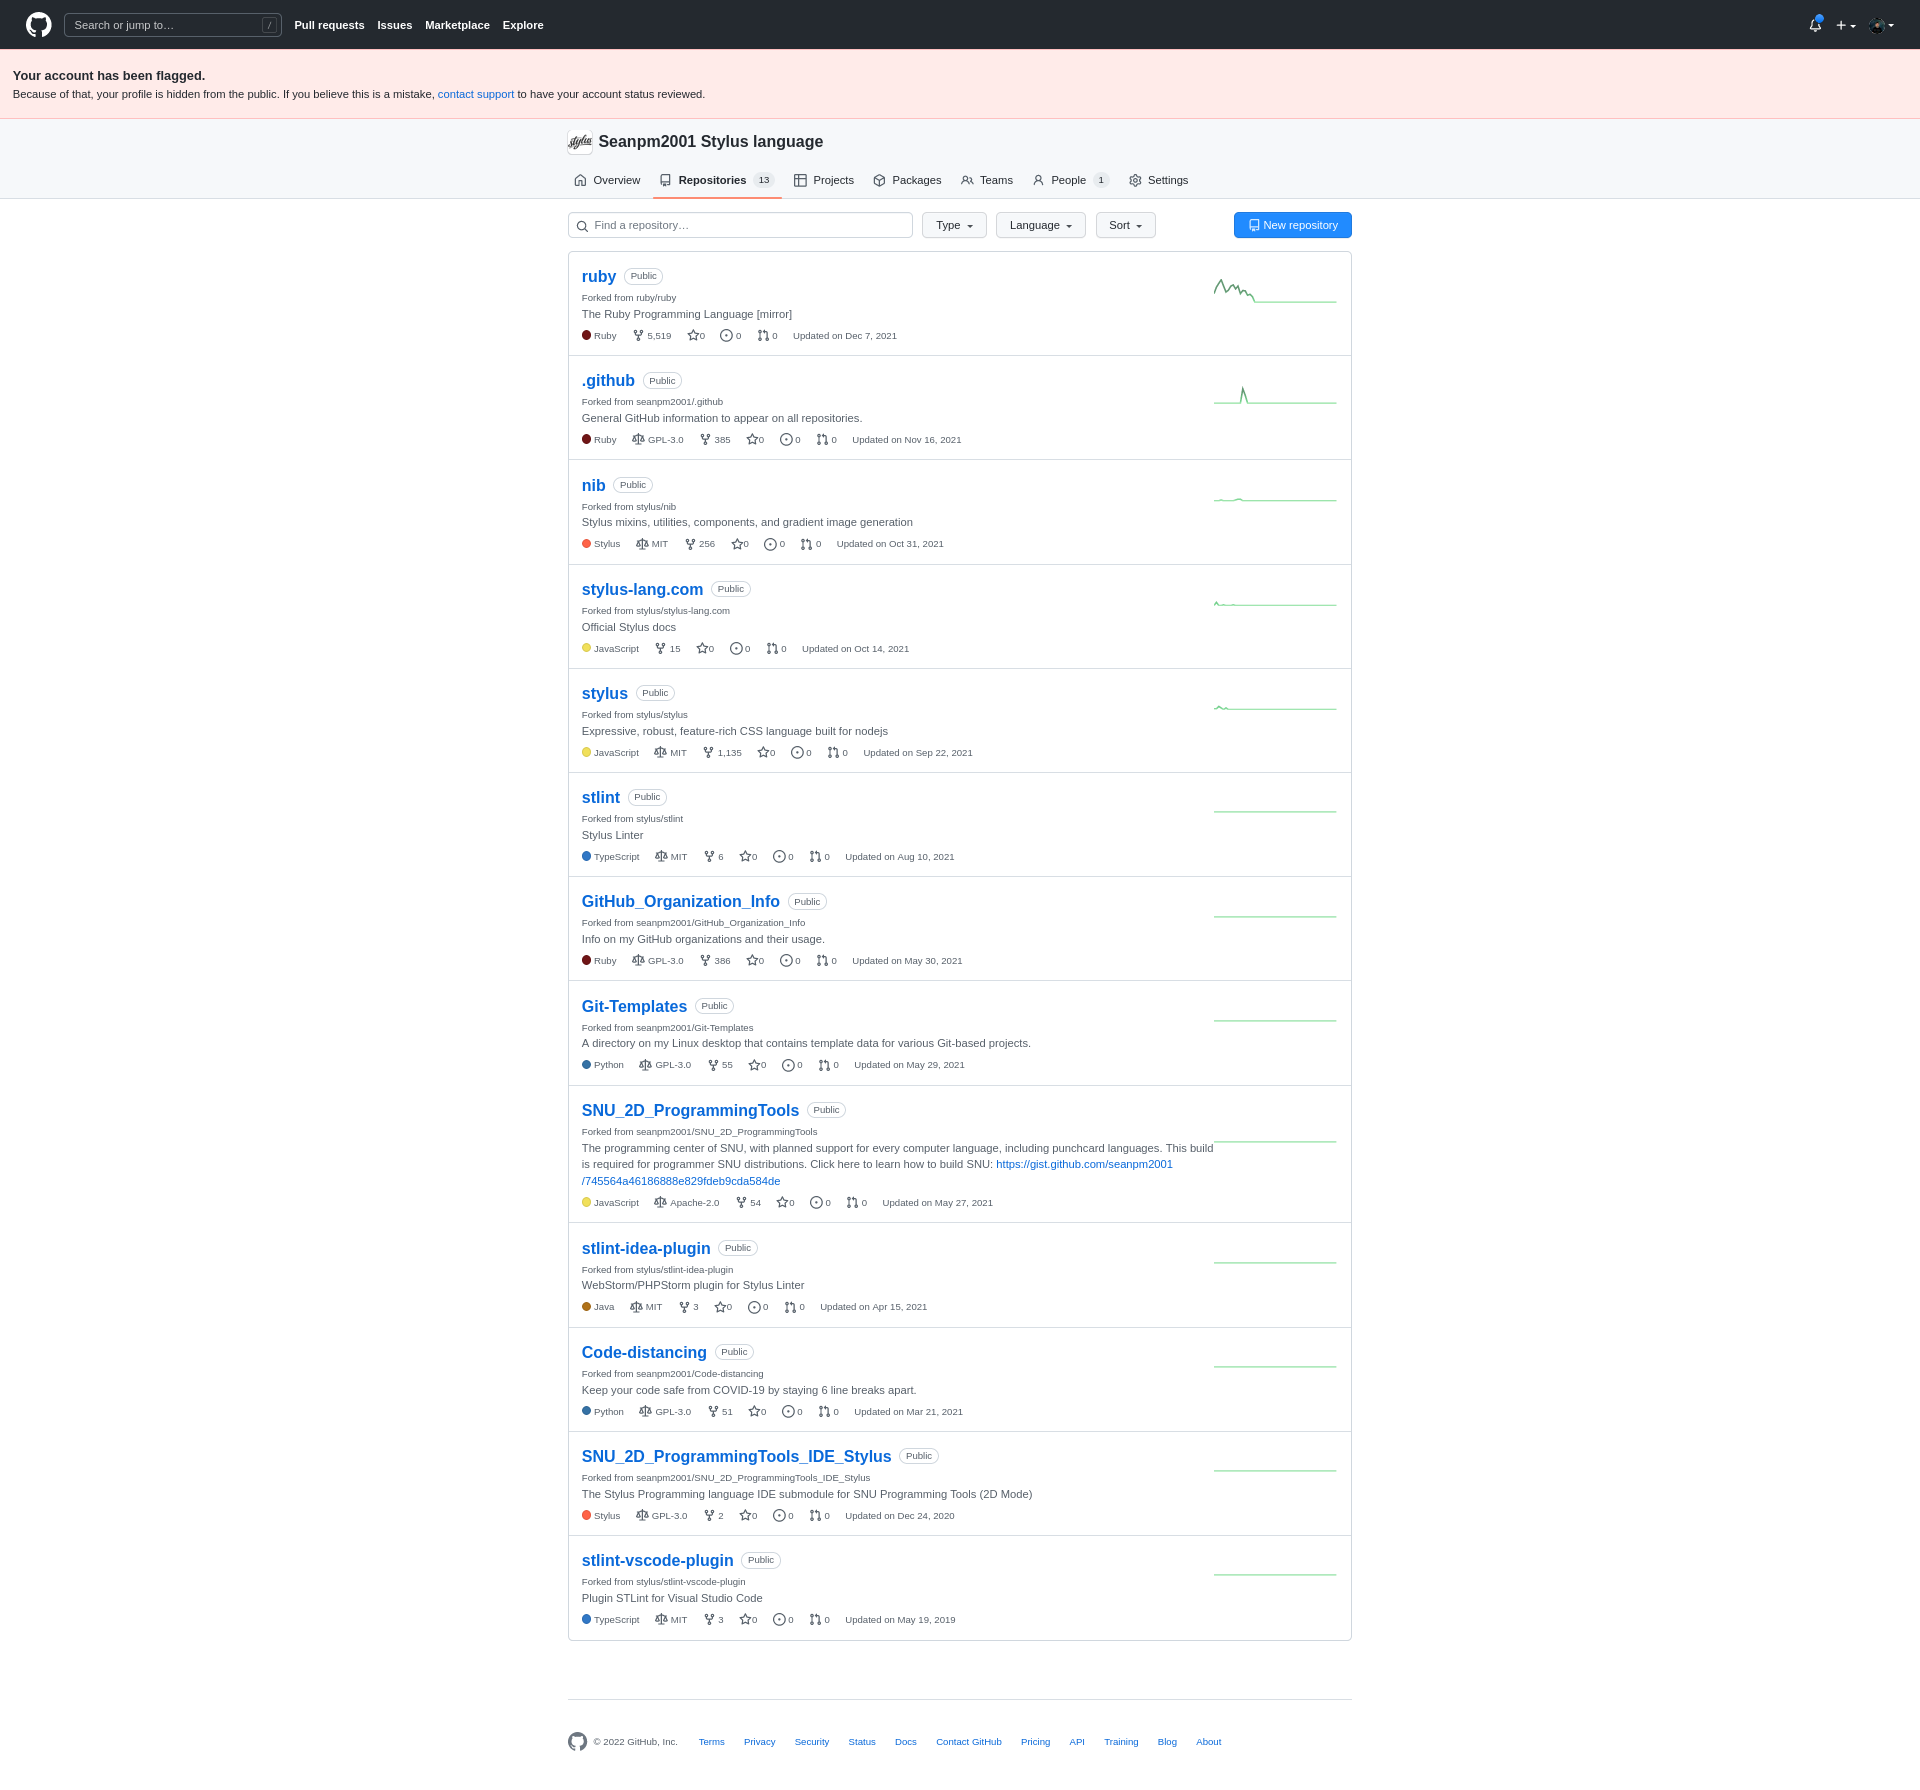 Search or jump to… /
Pull requests Issues Marketplace Explore
Your account has been flagged.
Because of that, your profile is hidden from the public. If you believe this is a mistake, contact support to have your account status reviewed.
stylus Seanpm2001 Stylus language
Overview Repositories 13 Projects Packages Teams People 1 Settings
Find a repository… Type Language Sort New repository
ruby Public
Forked from ruby/ruby
The Ruby Programming Language [mirror]
Ruby 5,519 0 0 0 Updated on Dec 7, 2021
.github Public
Forked from seanpm2001/.github
General GitHub information to appear on all repositories.
Ruby GPL-3.0 385 0 0 0 Updated on Nov 16, 2021
nib Public
Forked from stylus/nib
Stylus mixins, utilities, components, and gradient image generation
Stylus MIT 256 0 0 0 Updated on Oct 31, 2021
stylus-lang.com Public
Forked from stylus/stylus-lang.com
Official Stylus docs
JavaScript 15 0 0 0 Updated on Oct 14, 2021
stylus Public
Forked from stylus/stylus
Expressive, robust, feature-rich CSS language built for nodejs
JavaScript MIT 1,135 0 0 0 Updated on Sep 22, 2021
stlint Public
Forked from stylus/stlint
Stylus Linter
TypeScript MIT 6 0 0 0 Updated on Aug 10, 2021
GitHub_Organization_Info Public
Forked from seanpm2001/GitHub_Organization_Info
Info on my GitHub organizations and their usage.
Ruby GPL-3.0 386 0 0 0 Updated on May 30, 2021
Git-Templates Public
Forked from seanpm2001/Git-Templates
A directory on my Linux desktop that contains template data for various Git-based projects.
Python GPL-3.0 55 0 0 0 Updated on May 29, 2021
SNU_2D_ProgrammingTools Public
Forked from seanpm2001/SNU_2D_ProgrammingTools
The programming center of SNU, with planned support for every computer language, including punchcard languages. This build
is required for programmer SNU distributions. Click here to learn how to build SNU: https://gist.github.com/seanpm2001
/745564a46186888e829fdeb9cda584de
JavaScript Apache-2.0 54 0 0 0 Updated on May 27, 2021
stlint-idea-plugin Public
Forked from stylus/stlint-idea-plugin
WebStorm/PHPStorm plugin for Stylus Linter
Java MIT 3 0 0 0 Updated on Apr 15, 2021
Code-distancing Public
Forked from seanpm2001/Code-distancing
Keep your code safe from COVID-19 by staying 6 line breaks apart.
Python GPL-3.0 51 0 0 0 Updated on Mar 21, 2021
SNU_2D_ProgrammingTools_IDE_Stylus Public
Forked from seanpm2001/SNU_2D_ProgrammingTools_IDE_Stylus
The Stylus Programming language IDE submodule for SNU Programming Tools (2D Mode)
Stylus GPL-3.0 2 0 0 0 Updated on Dec 24, 2020
stlint-vscode-plugin Public
Forked from stylus/stlint-vscode-plugin
Plugin STLint for Visual Studio Code
TypeScript MIT 3 0 0 0 Updated on May 19, 2019
© 2022 GitHub, Inc. Terms Privacy Security Status Docs Contact GitHub Pricing API Training Blog About